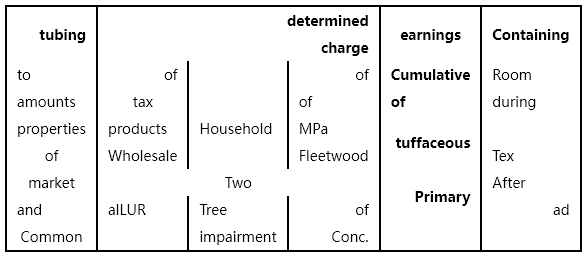 tubing
determined
charge
earnings
Containing
to
amounts
properties
of
market
and
Common
of
tax
products
Wholesale
Household
of
of
MPa
Fleetwood
Two
alLUR
Tree
impairment
of
Conc.
Cumulative
of
tuffaceous
Primary
Room
during
Tex
After
ad